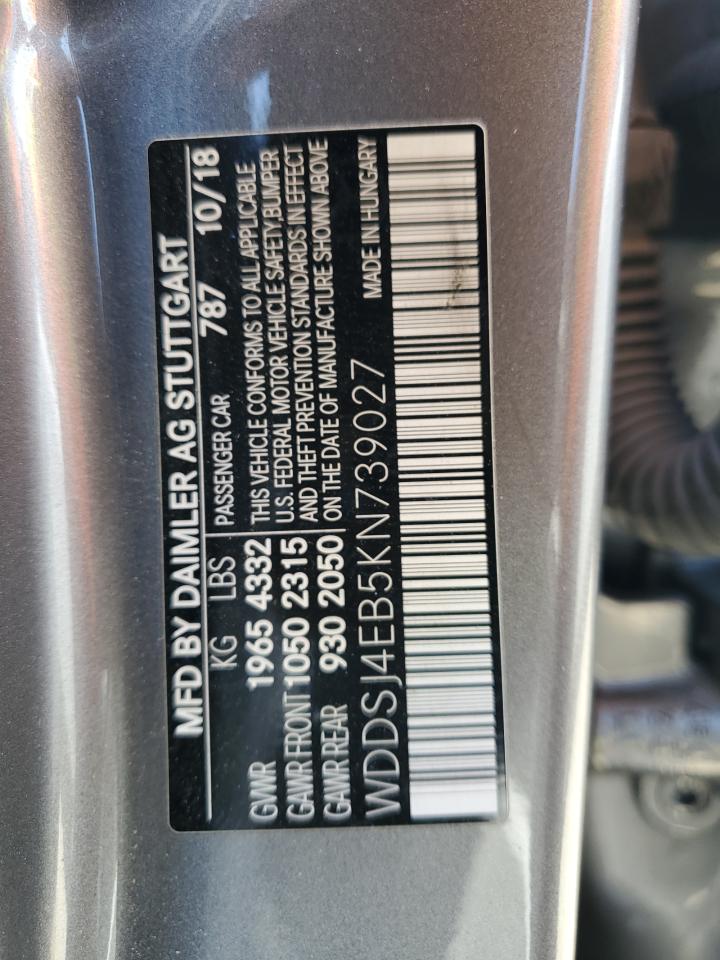 MFD BY DAIMLER AG STUTTGART
KG LBS PASSENGER CAR 787 10/18
GVWR 1965 4332 THIS VEHICLE CONFORMS TO ALL APPLICABLE
GAWR FRONT 1050 2315 U.S. FEDERAL MOTOR VEHICLE SAFETY,BUMPER
GAWR REAR 930 2050 AND THEFT PREVENTION STANDARDS IN EFFECT
ON THE DATE OF MANUFACTURE SHOWN ABOVE
WDDSJ4EB5KN739027 MADE IN HUNGARY